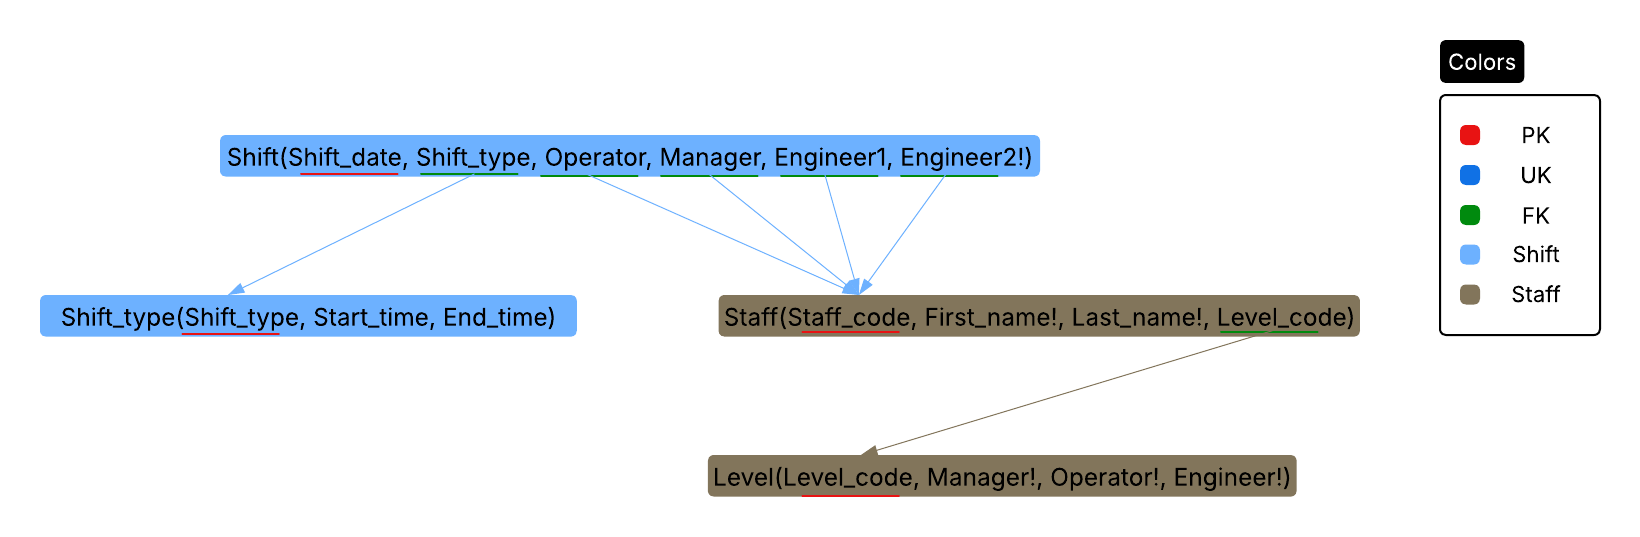 Colors
PK
UK
FK
Shift
Staff
Shift(Shift_date, Shift_type, Operator, Manager, Engineer1, Engineer2!)
Shift_type(Shift_type, Start_time, End_time)
Staff(Staff_code, First_name!, Last_name!, Level_code)
Level(Level_code, Manager!, Operator!, Engineer!)